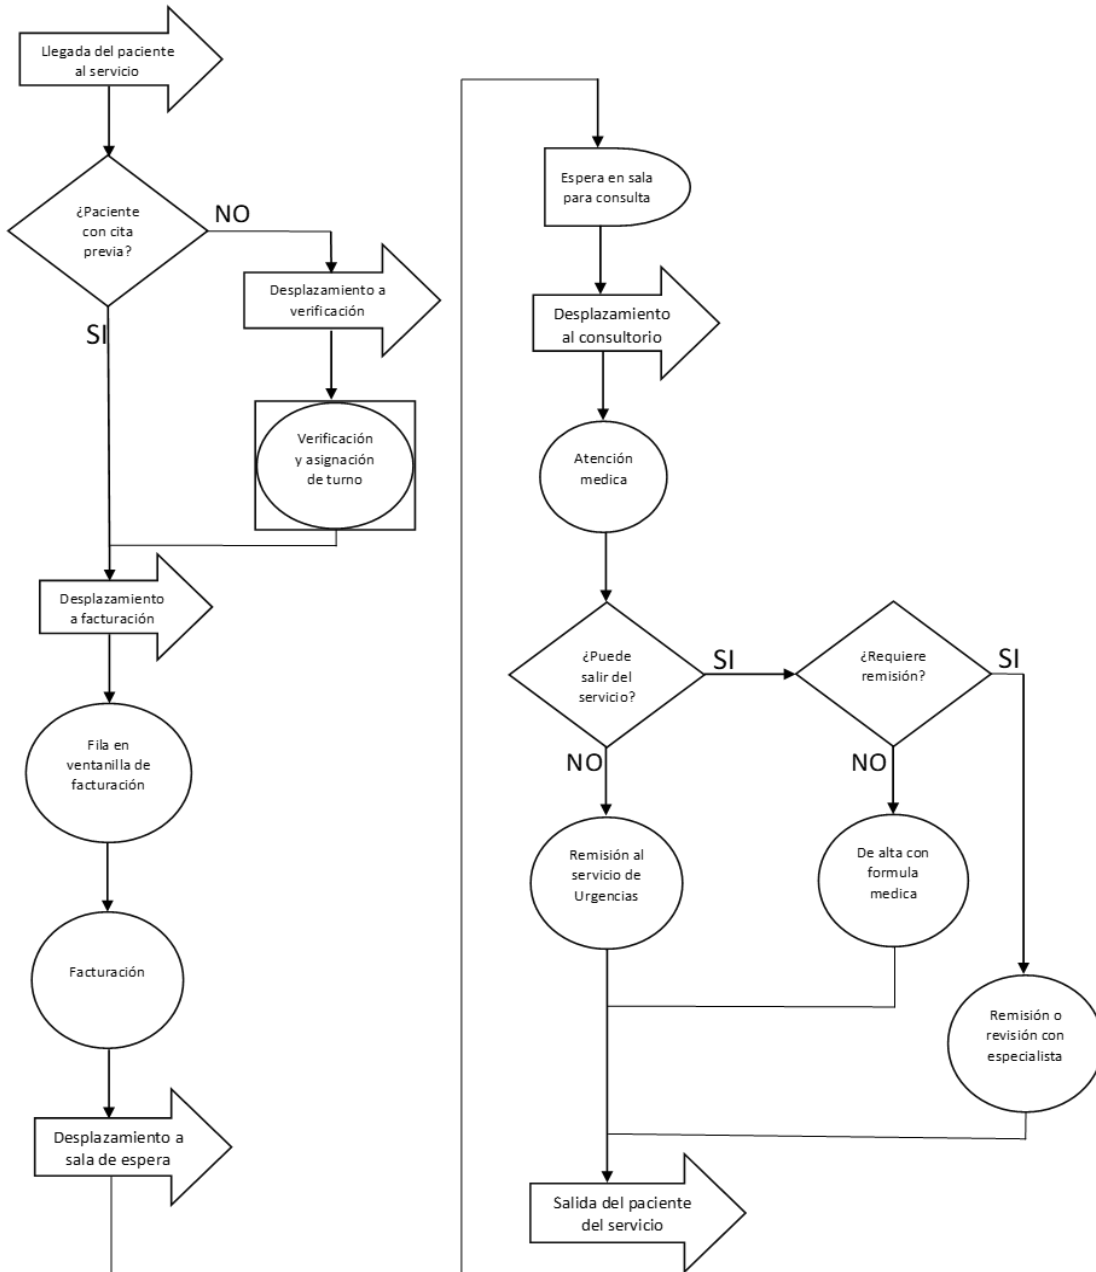 Llegada del paciente
al servicio
¿Paciente
con cita
previa?
NO
SI
Desplazamiento a
verificación
Verificación
y asignación
de turno
Desplazamiento
a facturación
Fila en
ventanilla de
facturación
Facturación
Desplazamiento a
sala de espera
Espera en sala
para consulta
Desplazamiento
al consultorio
Atención
medica
¿Puede
salir del
servicio?
SI
NO
¿Requiere
remisión?
SI
NO
Remisión al
servicio de
Urgencias
De alta con
formula
medica
Remisión o
revisión con
especialista
Salida del paciente
del servicio